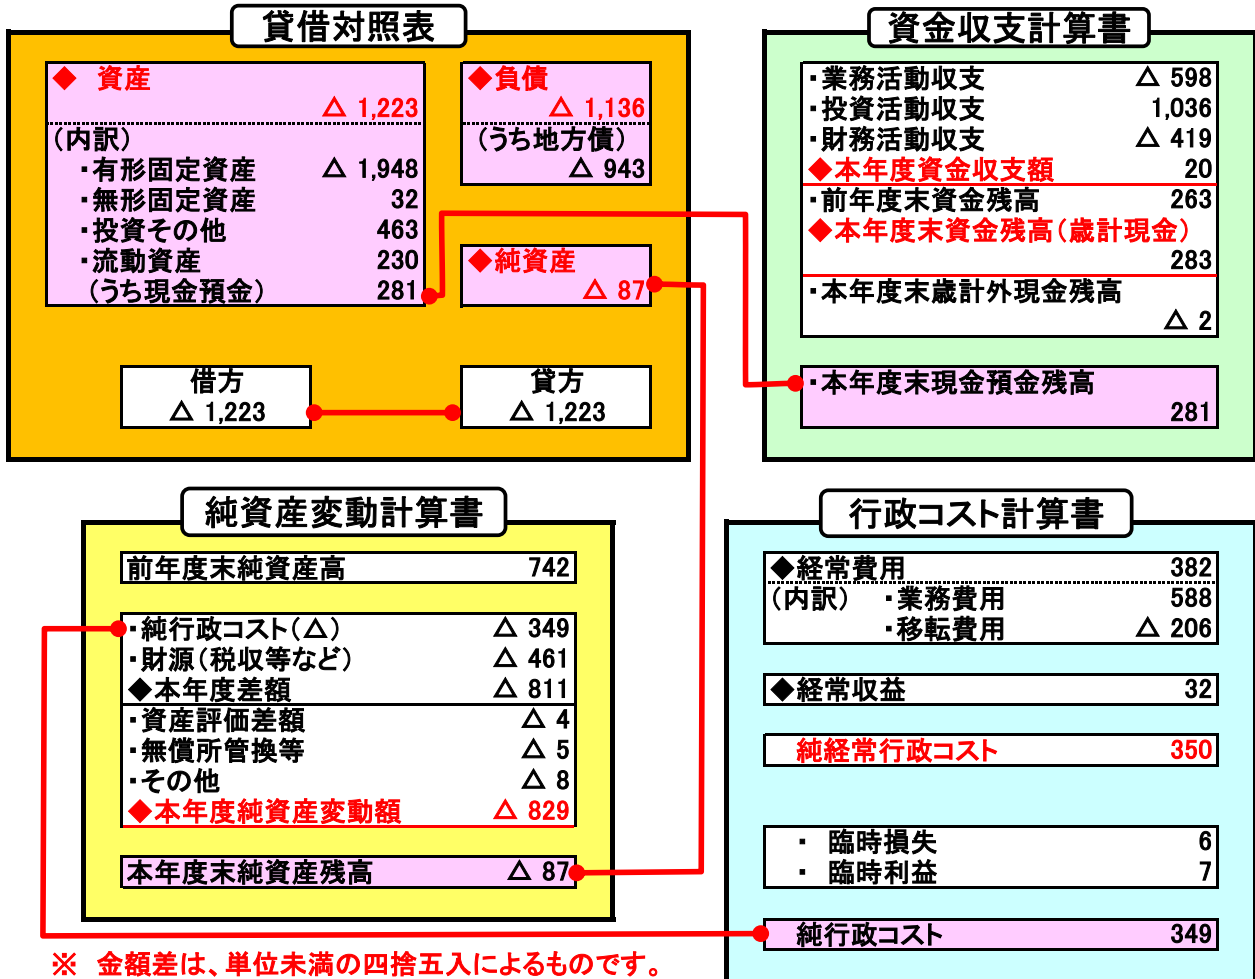 貸借対照表
◆ 資産
△ 1,223
(内訳)
・有形固定資産 △ 1,948
・無形固定資産 32
・投資その他 463
・流動資産 230
(うち現金預金) 281
◆負債
△ 1,136
(うち地方債)
△ 943
◆純資産
△ 87
借方
△ 1,223
貸方
△ 1,223
資金収支計算書
・業務活動収支 △ 598
・投資活動収支 1,036
・財務活動収支 △ 419
◆本年度資金収支額 20
・前年度末資金残高 263
◆本年度末資金残高(歳計現金)
283
・本年度末歳計外現金残高
△ 2
・本年度末現金預金残高
281
純資産変動計算書
前年度末純資産高 742
・純行政コスト(△) △ 349
・財源(税収等など) △ 461
◆本年度差額 △ 811
・資産評価差額 △ 4
・無償所管換等 △ 5
・その他 △ 8
◆本年度純資産変動額 △ 829
本年度末純資産残高 △ 87
※ 金額差は、単位未満の四捨五入によるものです。
行政コスト計算書
◆経常費用 382
(内訳) ・業務費用 588
・移転費用 △ 206
◆経常収益 32
純経常行政コスト 350
・ 臨時損失 6
・ 臨時利益 7
純行政コスト 349